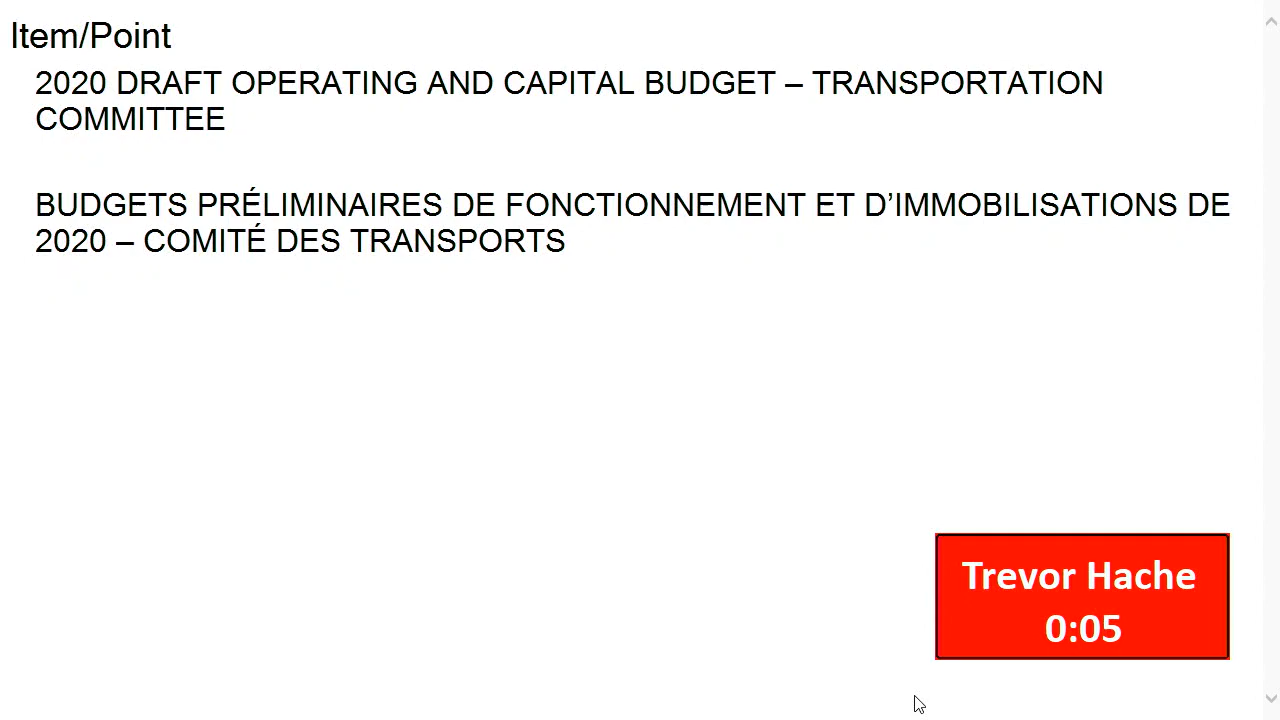 Item/Point
2020 DRAFT OPERATING AND CAPITAL BUDGET – TRANSPORTATION
COMMITTEE
BUDGETS PRÉLIMINAIRES DE FONCTIONNEMENT ET D’IMMOBILISATIONS DE
2020 – COMITÉ DES TRANSPORTS
Trevor Hache
0:05